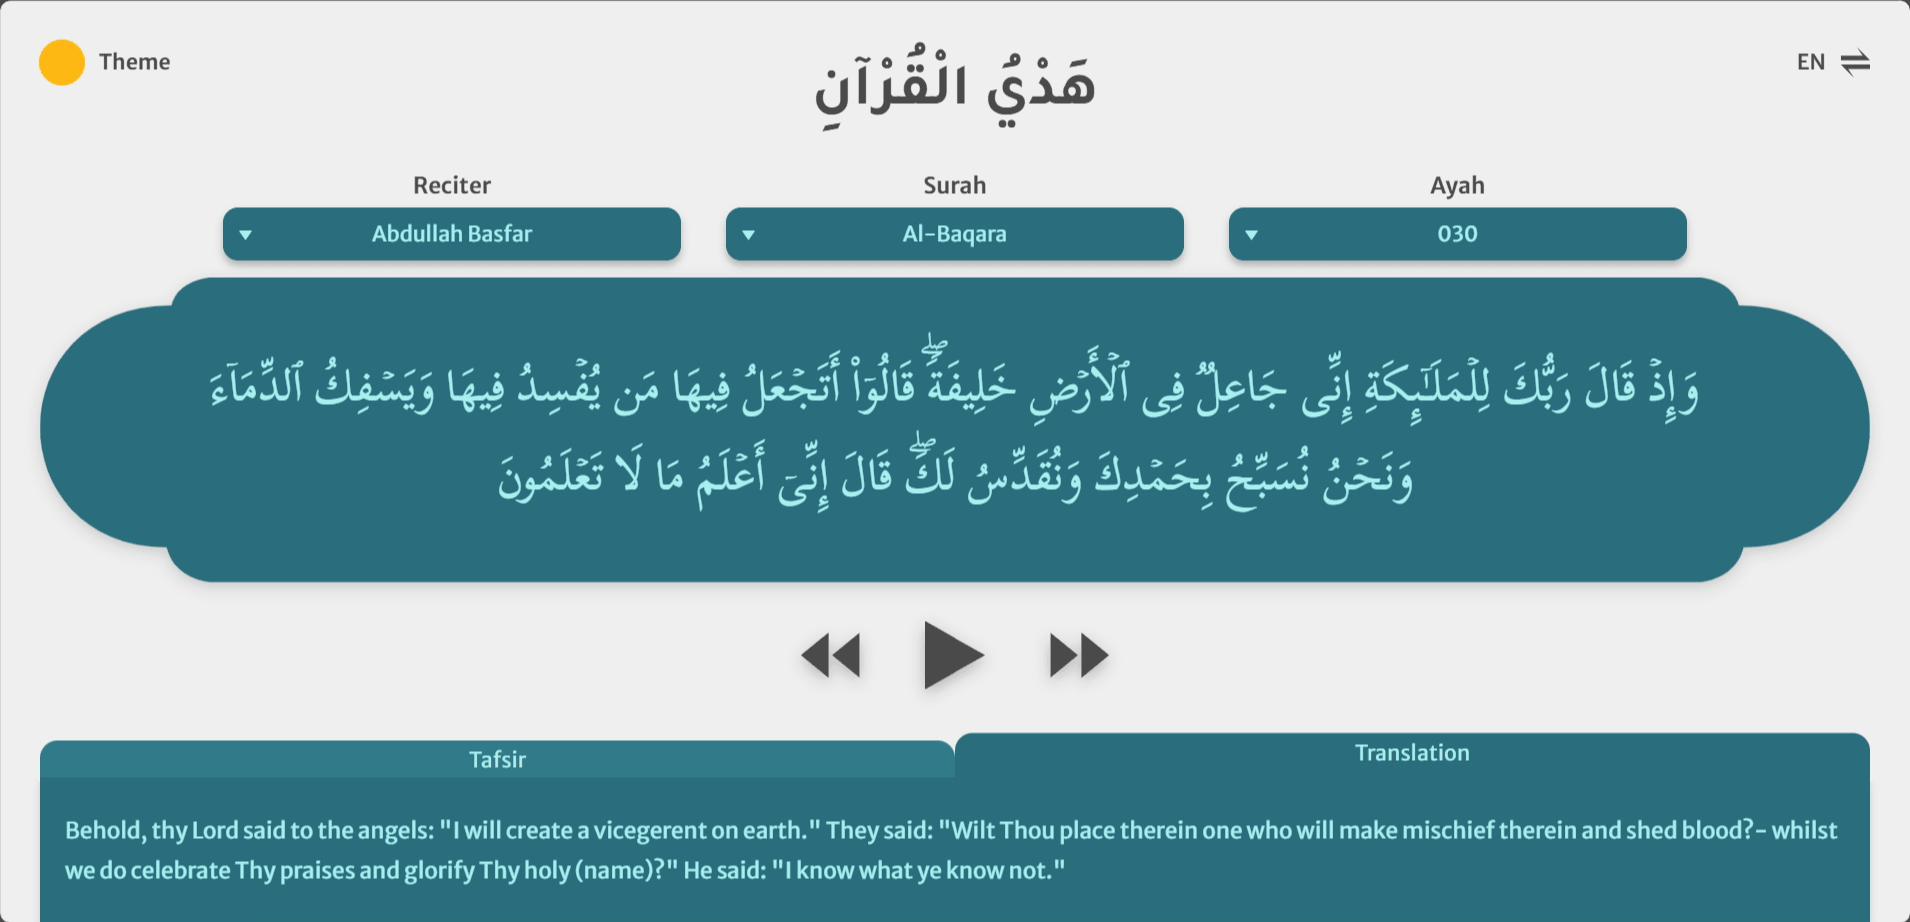 Theme
هَدْيُ الْقُرْآنِ
EN
Reciter
Surah
Ayah
Abdullah Basfar
Al-Baqara
030
وَإِذْ قَالَ رَبُّكَ لِلْمَلَـٰٓئِكَةِ إِنِّى جَاعِلٌ فِى ٱلْأَرْضِ خَلِيفَةً ۖ قَالُوٓا۟ أَتَجْعَلُ فِيهَا مَن يُفْسِدُ فِيهَا وَيَسْفِكُ ٱلدِّمَآءَ
وَنَحْنُ نُسَبِّحُ بِحَمْدِكَ وَنُقَدِّسُ لَكَ ۖ قَالَ إِنِّىٓ أَعْلَمُ مَا لَا تَعْلَمُونَ
Tafsir
Translation
Behold, thy Lord said to the angels: "I will create a vicegerent on earth." They said: "Wilt Thou place therein one who will make mischief therein and shed blood?- whilst
we do celebrate Thy praises and glorify Thy holy (name)?" He said: "I know what ye know not."